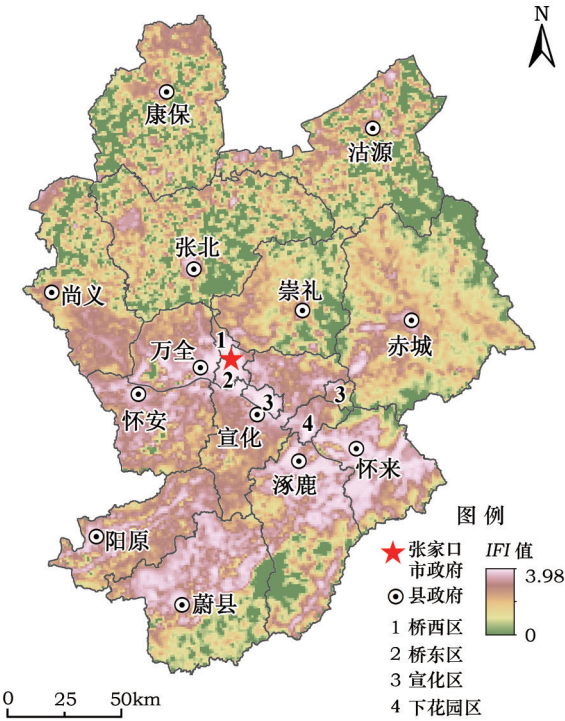 N
康保
沽源
张北
尚义
崇礼
赤城
1
万全
2
3
3
怀安
宣化
4
涿鹿
怀来
阳原
蔚县
图 例
张家口
市政府
县政府
1 桥西区
2 桥东区
3 宣化区
4 下花园区
IFI 值
3.98
0
0 25 50km